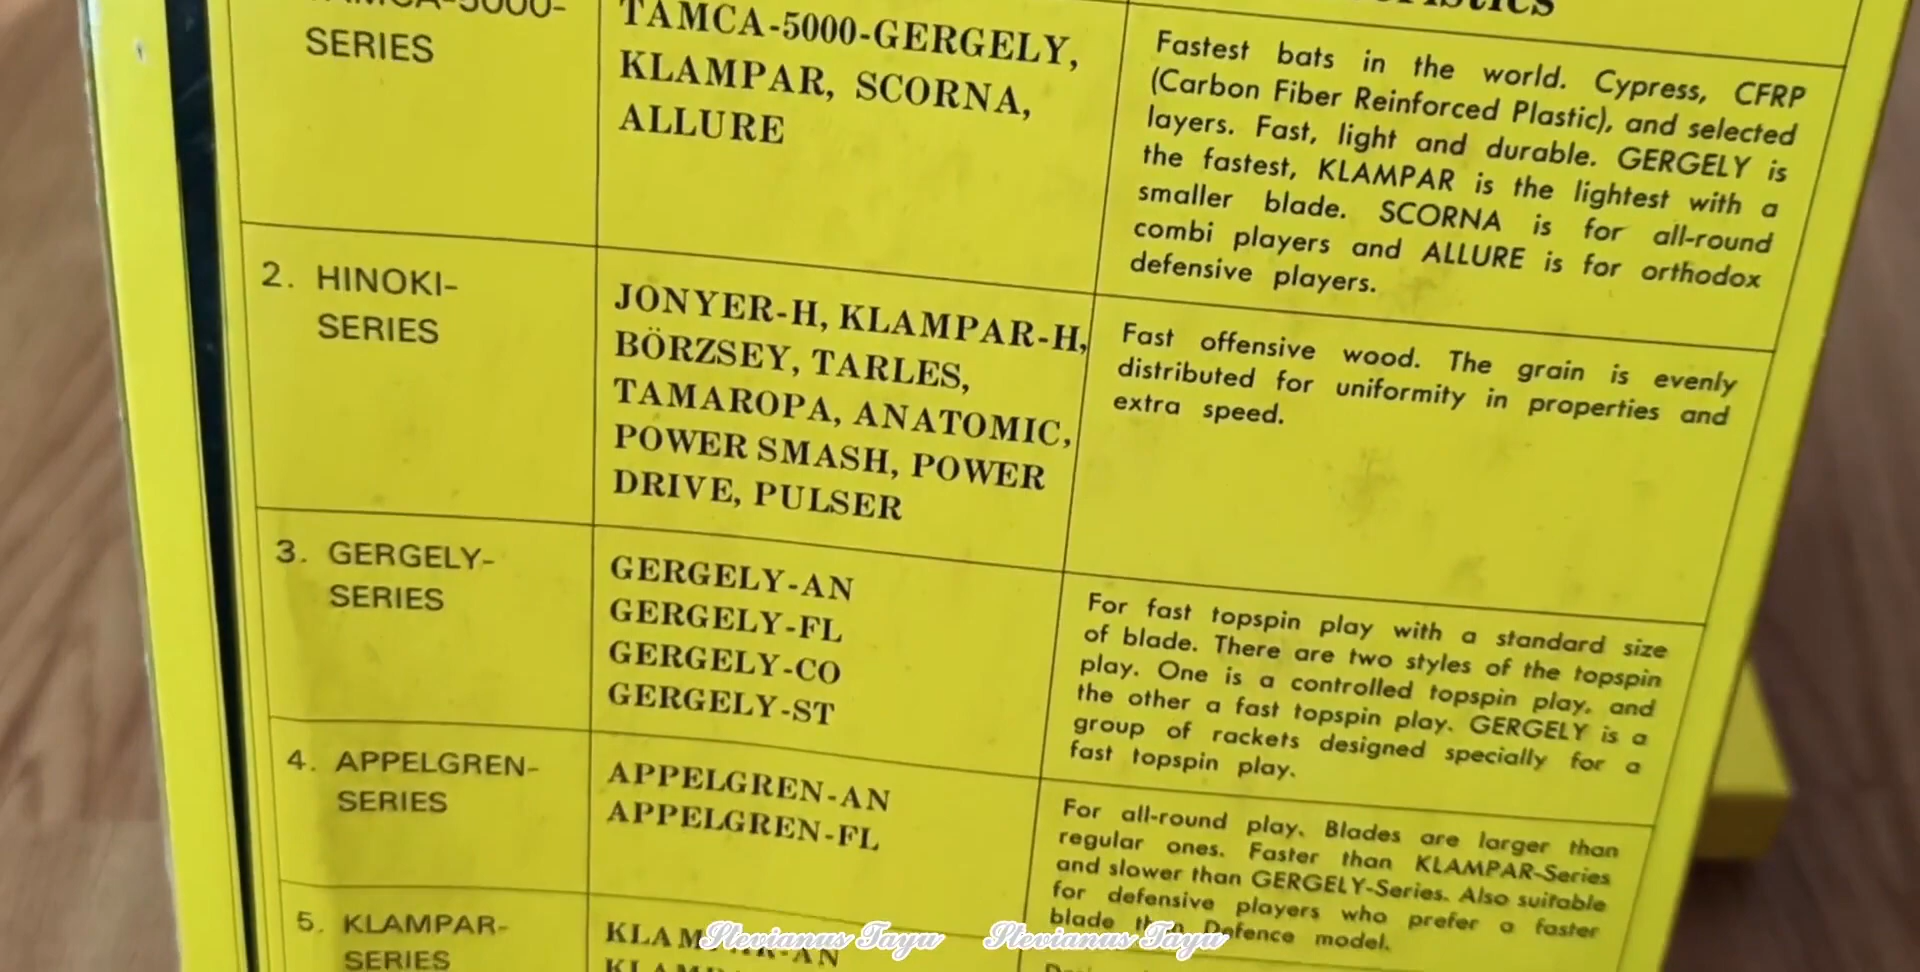 SERIES
TAMCA-5000-GERGELY,
KLAMPAR, SCORNA,
ALLURE
Fastest bats in the world. Cypress, CFRP
(Carbon Fiber Reinforced Plastic), and selected
layers. Fast, light and durable. GERGELY is
the fastest, KLAMPAR is the lightest with a
smaller blade. SCORNA is for all-round
combi players and ALLURE is for orthodox
defensive players.
2. HINOKI-
SERIES
JONYER-H, KLAMPAR-H,
BÖRZSEY, TARLES,
TAMAROPA, ANATOMIC,
POWER SMASH, POWER
DRIVE, PULSER
Fast offensive wood. The grain is evenly
distributed for uniformity in properties and
extra speed.
3. GERGELY-
SERIES
GERGELY-AN
GERGELY-FL
GERGELY-CO
GERGELY-ST
For fast topspin play with a standard size
of blade. There are two styles of the topspin
play. One is a controlled topspin play, and
the other a fast topspin play. GERGELY is a
group of rackets designed specially for a
fast topspin play.
4. APPELGREN-
SERIES
APPELGREN-AN
APPELGREN-FL
For all-round play. Blades are larger than
regular ones. Faster than KLAMPAR-Series
and slower than GERGELY-Series. Also suitable
for defensive players who prefer a faster
blade than Defence model.
5. KLAMPAR-
SERIES
KLAMPAR-AN
Stevianus Tayu Stevianus Tayu